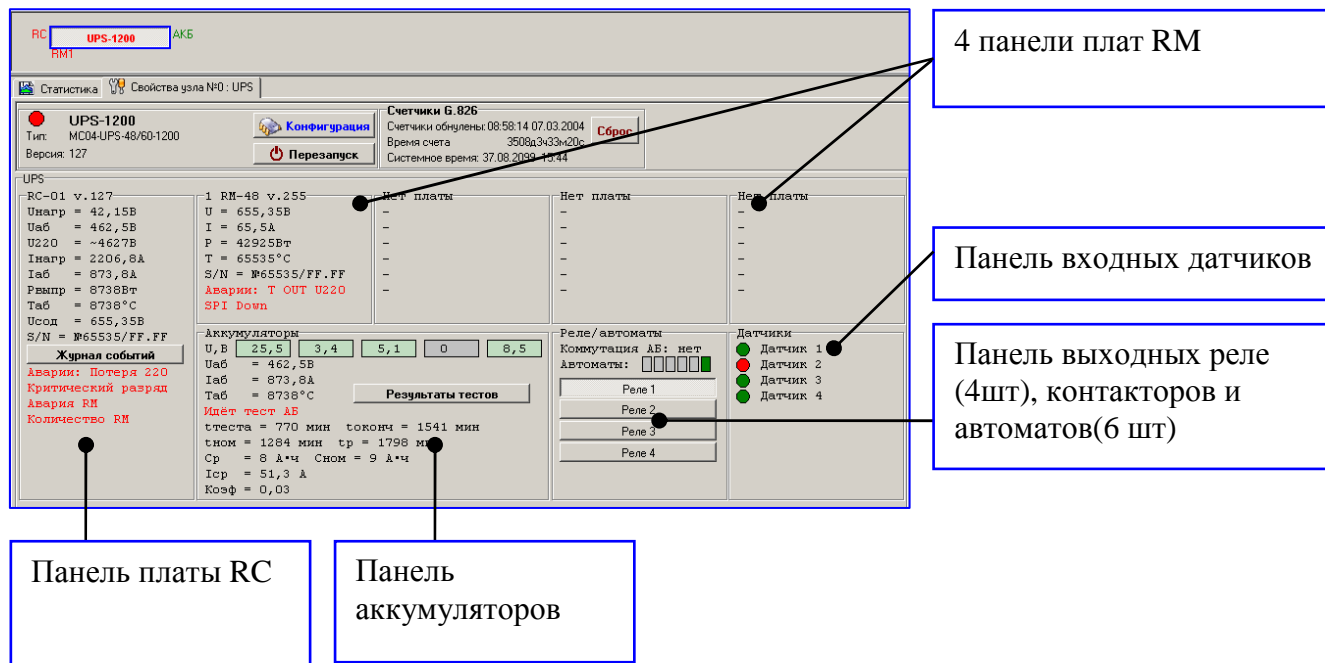 RC UPS-1200 АКБ
RM1
4 панели плат RM
Статистика Свойства узла №0 : UPS
UPS-1200
Тип: MC04-UPS-48/60-1200
Версия: 127
Конфигурация
Перезапуск
Счетчики G.826
Счетчики обнулены: 08:58:14 07.03.2004
Время счета 3508д3ч33м20с
Системное время: 37.08.2099 15:44
Сброс
UPS
RC-01 v.127
Uнагр = 42,15В
Uаб = 462,5В
U220 = ~4627В
Iнагр = 2206,8А
Iаб = 873,8А
Pвыпр = 8738Вт
Tаб = 8738°C
Uсод = 655,35В
S/N = №65535/FF.FF
Журнал событий
Аварии: Потеря 220
Критический разряд
Авария RM
Количество RM
1 RM-48 v.255
U = 655,35В
I = 65,5А
P = 42925Вт
T = 65535°C
S/N = №65535/FF.FF
Аварии: T OUT U220
SPI Down
Нет платы
-
-
-
-
-
-
Нет платы
-
-
-
-
-
-
Нет платы
-
-
-
-
-
-
Аккумуляторы
U,В 25,5 3,4 5,1 0 8,5
Uаб = 462,5В
Iаб = 873,8А
Tаб = 8738°C
Результаты тестов
Идёт тест АБ
tтеста = 770 мин tоконч = 1541 мин
tном = 1284 мин tр = 1798 мин
Cр = 8 А•ч Cном = 9 А•ч
Iср = 51,3 А
Коэф = 0,03
Реле/автоматы
Коммутация АБ: нет
Автоматы:
Реле 1
Реле 2
Реле 3
Реле 4
Датчики
Датчик 1
Датчик 2
Датчик 3
Датчик 4
Панель входных датчиков
Панель выходных реле
(4шт), контакторов и
автоматов(6 шт)
Панель платы RC
Панель
аккумуляторов